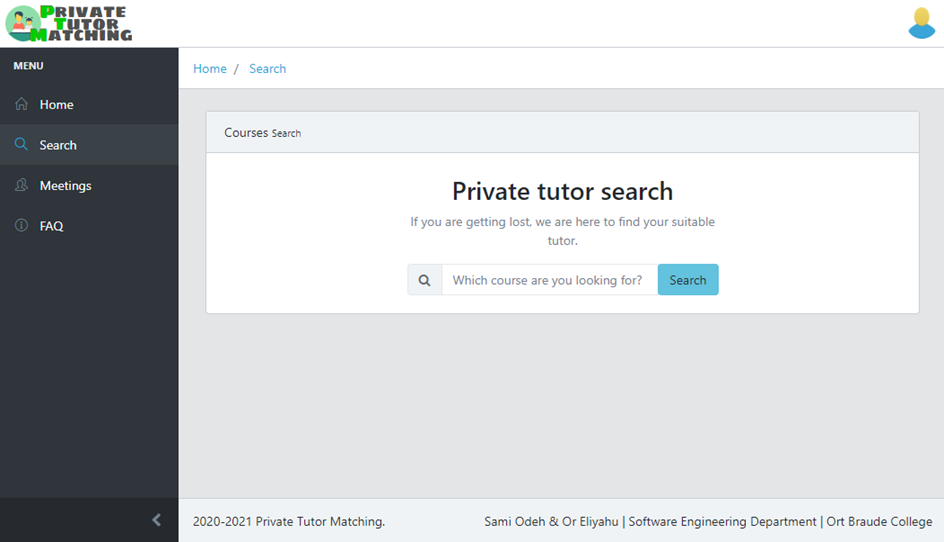 PRIVATE
TUTOR
MATCHING
MENU
Home
Search
Meetings
FAQ
Home / Search
Courses Search
Private tutor search
If you are getting lost, we are here to find your suitable
tutor.
Which course are you looking for? Search
2020-2021 Private Tutor Matching. Sami Odeh & Or Eliyahu | Software Engineering Department | Ort Braude College